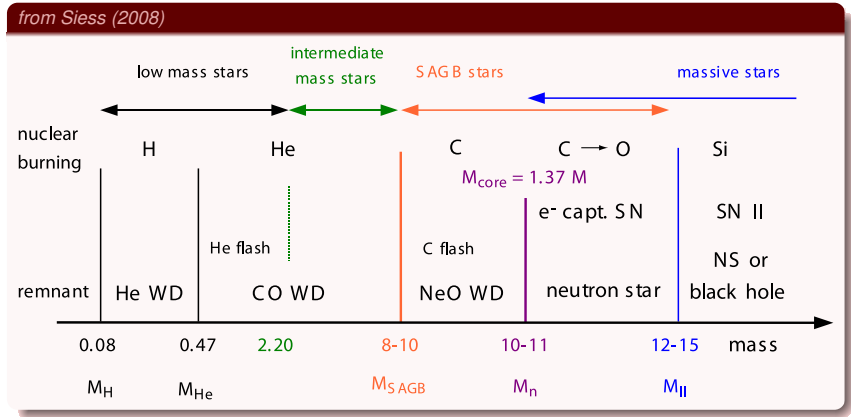 from Siess (2008)
low mass stars
intermediate
mass stars
SAGB stars
massive stars
nuclear
burning
H He C C → O Si
M_core = 1.37 M
e⁻ capt. SN SN II
He flash C flash
NS or
remnant He WD CO WD NeO WD neutron star black hole
0.08 0.47 2.20 8-10 10-11 12-15 mass
M_H M_He M_SAGB M_n M_II